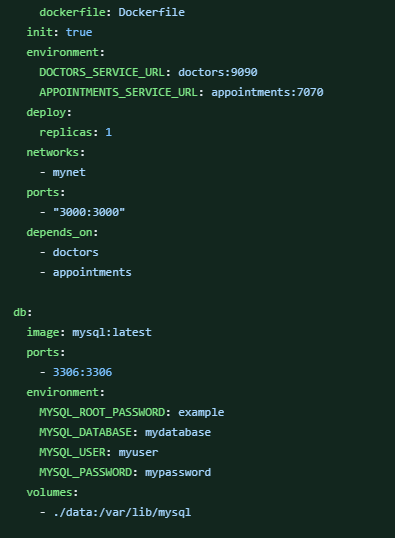 dockerfile: Dockerfile
init: true
environment:
DOCTORS_SERVICE_URL: doctors:9090
APPOINTMENTS_SERVICE_URL: appointments:7070
deploy:
replicas: 1
networks:
- mynet
ports:
- "3000:3000"
depends_on:
- doctors
- appointments
db:
image: mysql:latest
ports:
- 3306:3306
environment:
MYSQL_ROOT_PASSWORD: example
MYSQL_DATABASE: mydatabase
MYSQL_USER: myuser
MYSQL_PASSWORD: mypassword
volumes:
- ./data:/var/lib/mysql